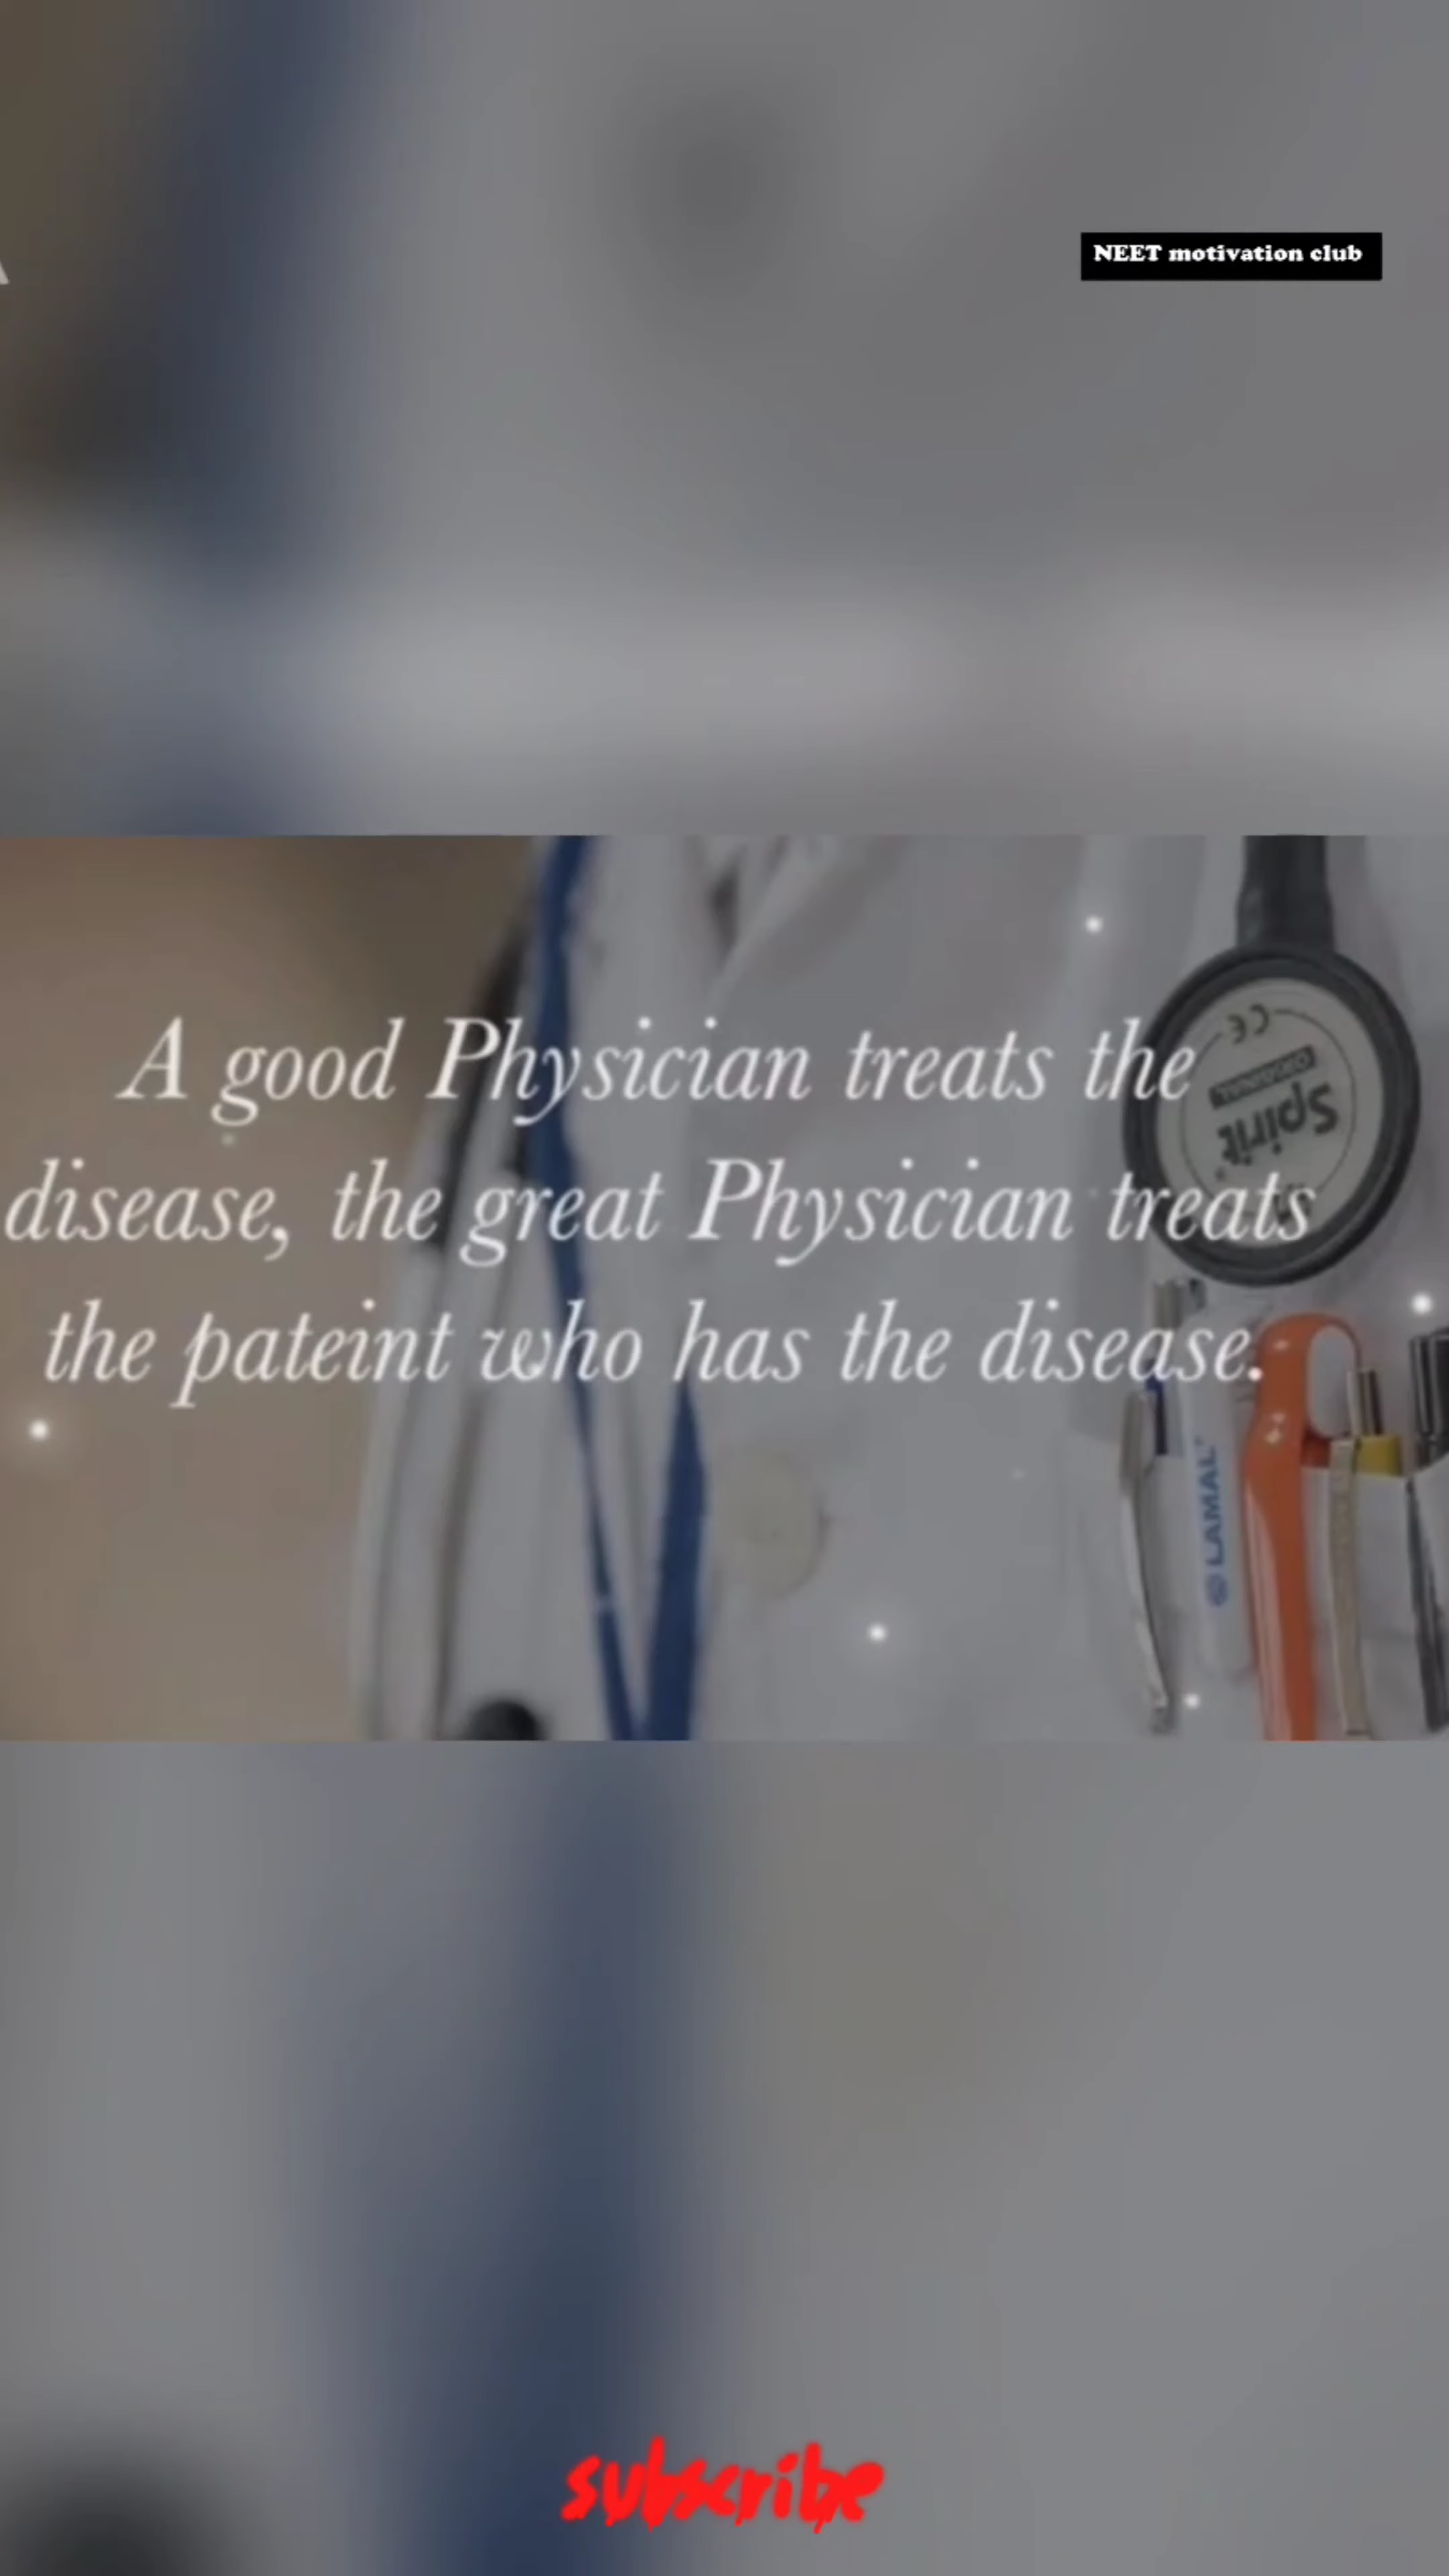 NEET motivation club
A good Physician treats the
disease, the great Physician treats
the pateint who has the disease.
Spirit
LAMAL
subscribe